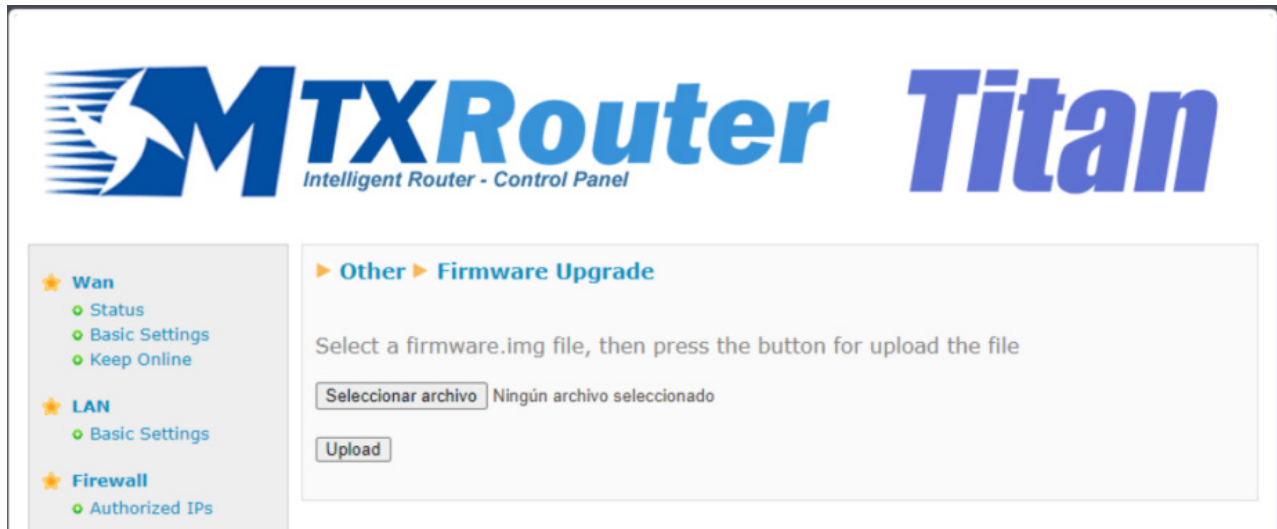 MTXRouter Titan
Intelligent Router - Control Panel
Wan
Status
Basic Settings
Keep Online
LAN
Basic Settings
Firewall
Authorized IPs
Other Firmware Upgrade
Select a firmware.img file, then press the button for upload the file
Seleccionar archivo Ningún archivo seleccionado
Upload